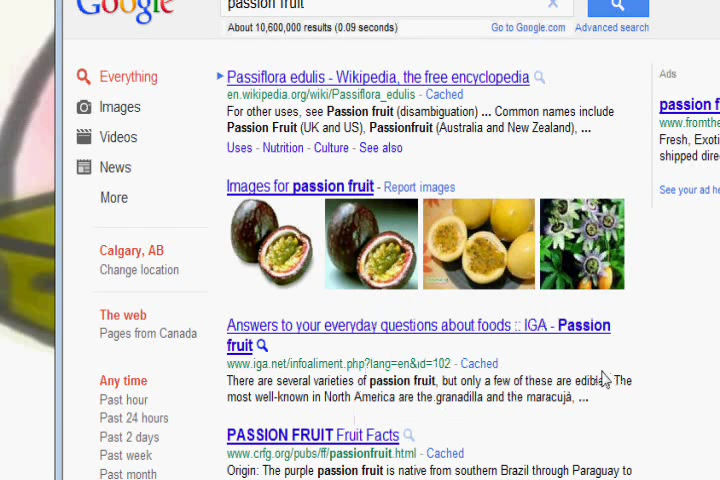 Google
passion fruit
About 10,600,000 results (0.09 seconds)
Go to Google.com
Advanced search
Everything
Images
Videos
News
More
Calgary, AB
Change location
The web
Pages from Canada
Any time
Past hour
Past 24 hours
Past 2 days
Past week
Past month
Passiflora edulis - Wikipedia, the free encyclopedia
en.wikipedia.org/wiki/Passiflora_edulis - Cached
For other uses, see Passion fruit (disambiguation) ... Common names include
Passion Fruit (UK and US), Passionfruit (Australia and New Zealand), ...
Uses - Nutrition - Culture - See also
Images for passion fruit - Report images
Answers to your everyday questions about foods :: IGA - Passion
fruit
www.iga.net/infoaliment.php?lang=en&id=102 - Cached
There are several varieties of passion fruit, but only a few of these are edible. The
most well-known in North America are the granadilla and the maracujà, ...
PASSION FRUIT Fruit Facts
www.crfg.org/pubs/ff/passionfruit.html - Cached
Origin: The purple passion fruit is native from southern Brazil through Paraguay to
Ads
passion f
www.fromthe
Fresh, Exoti
shipped dire
See your ad he